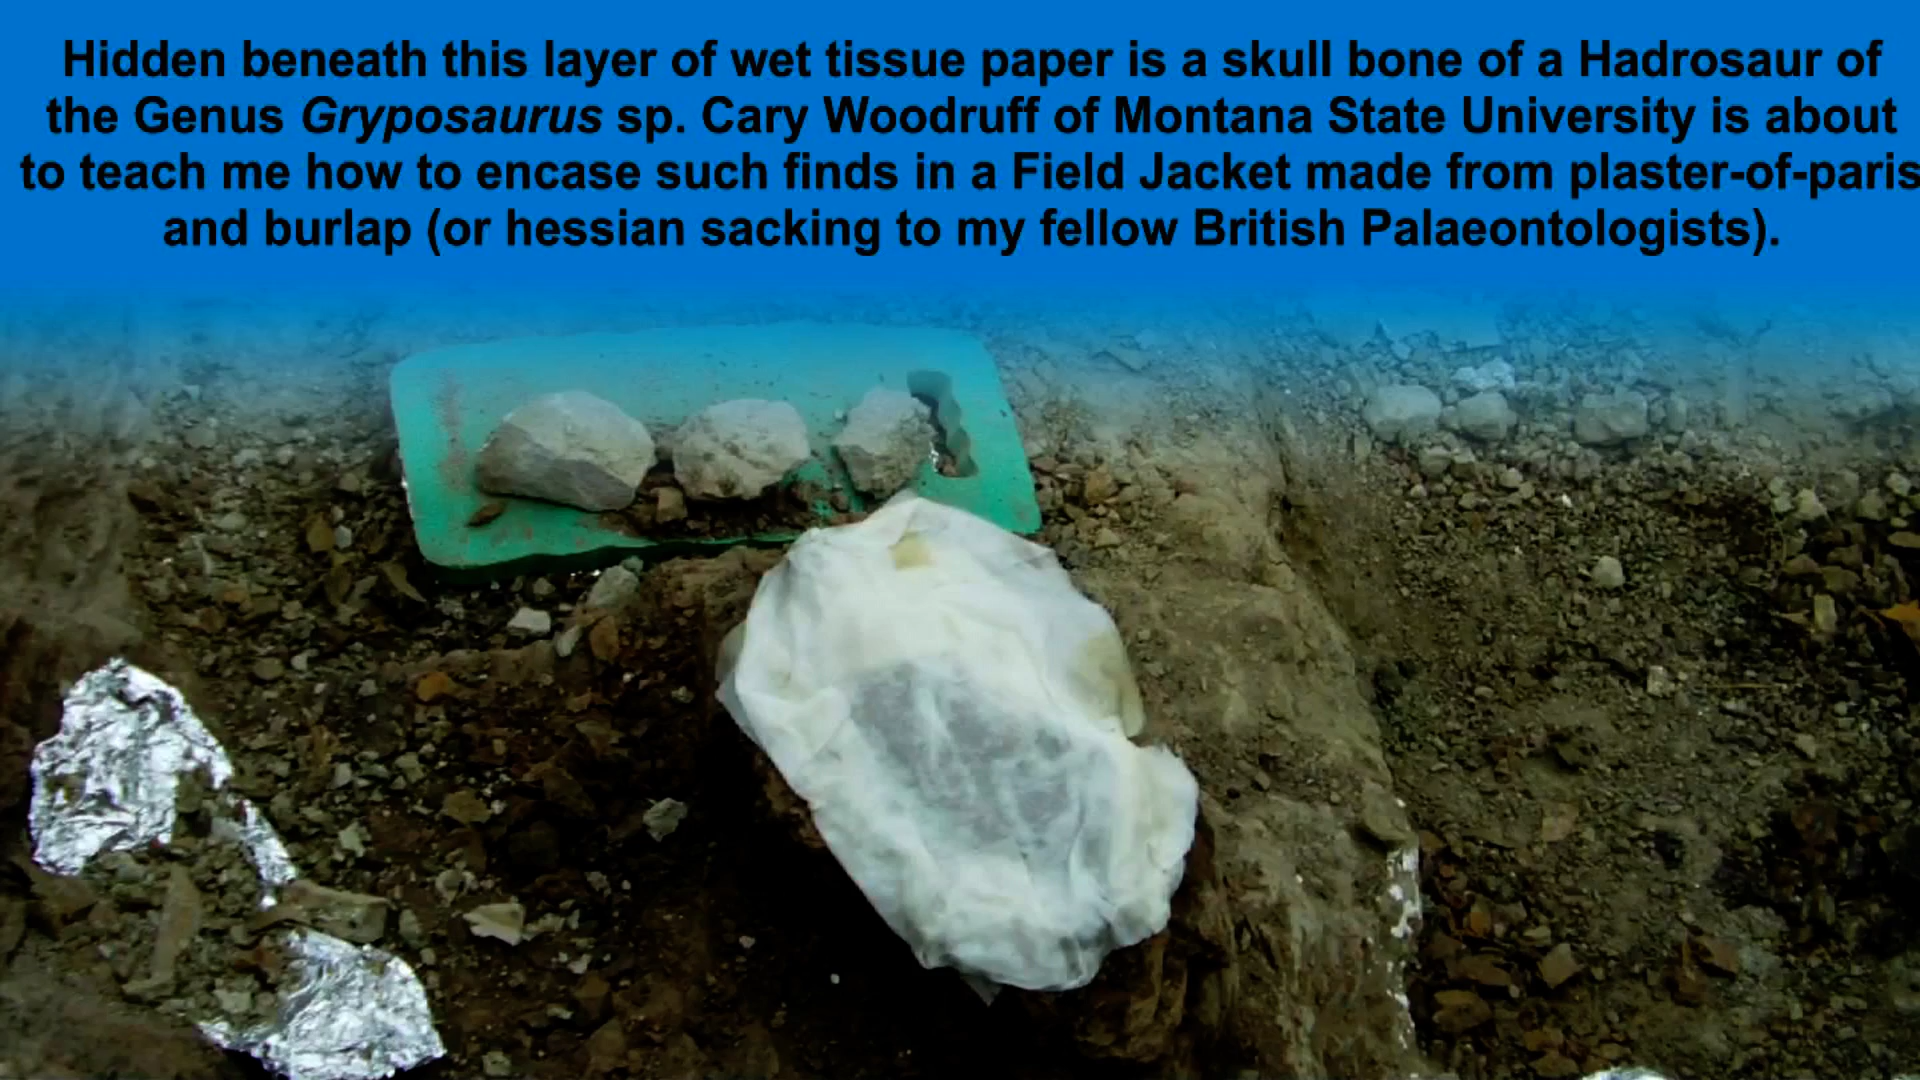 Hidden beneath this layer of wet tissue paper is a skull bone of a Hadrosaur of
the Genus Gryposaurus sp. Cary Woodruff of Montana State University is about
to teach me how to encase such finds in a Field Jacket made from plaster-of-paris
and burlap (or hessian sacking to my fellow British Palaeontologists).